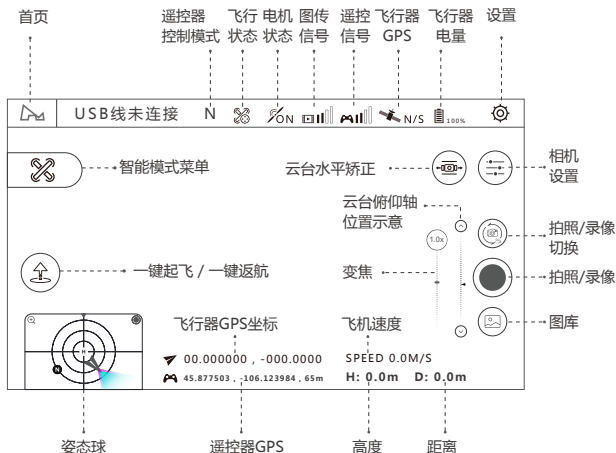 首页
遥控器
控制模式
飞行
状态
电机
状态
图传
信号
遥控
信号
飞行器
GPS
飞行器
电量
设置
USB线未连接 N ON N/S 100%
智能模式菜单
云台水平矫正
相机
设置
云台俯仰轴
位置示意
1.0x
拍照/录像
切换
一键起飞 / 一键返航
变焦
拍照/录像
图库
飞行器GPS坐标
飞机速度
H
N
00.000000 , -000.0000
SPEED 0.0M/S
45.877503 , -106.123984 , 65m
H: 0.0m D: 0.0m
姿态球
遥控器GPS
高度
距离